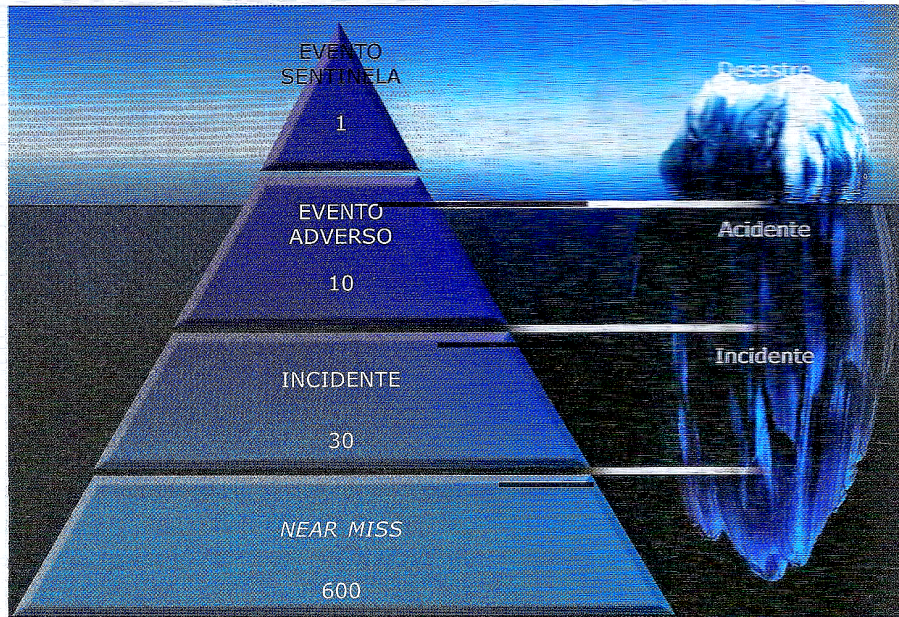 EVENTO
SENTINELA
1
Desastre
EVENTO
ADVERSO
10
Acidente
INCIDENTE
30
Incidente
NEAR MISS
600